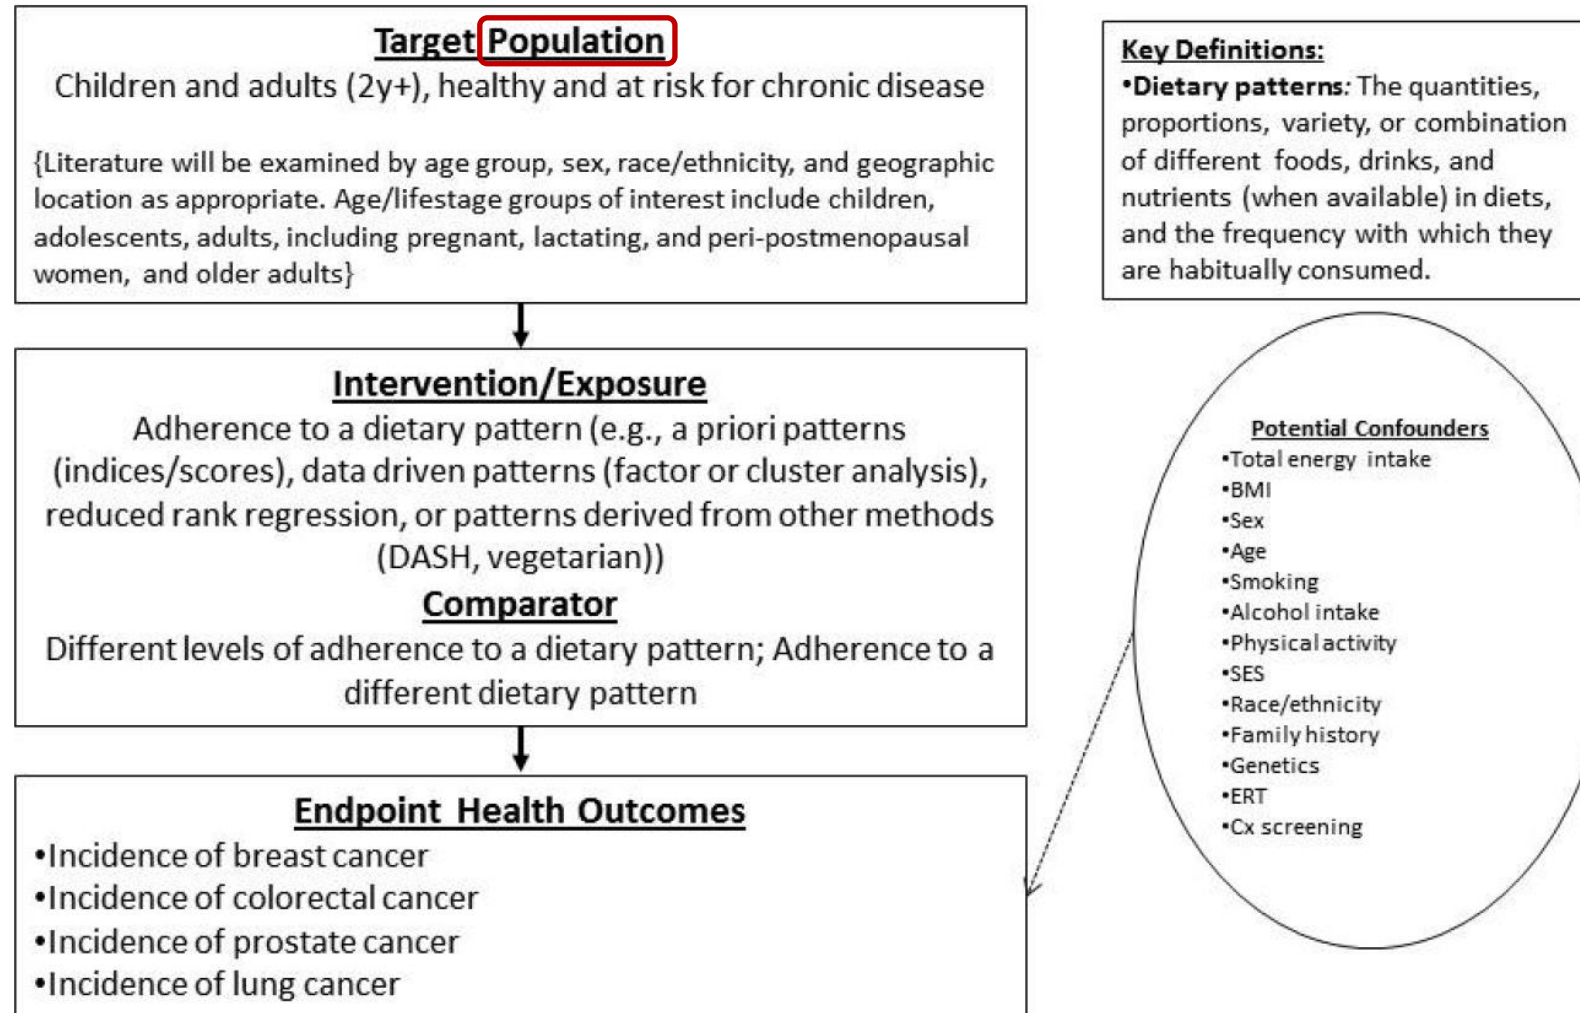 Target Population
Children and adults (2y+), healthy and at risk for chronic disease
{Literature will be examined by age group, sex, race/ethnicity, and geographic
location as appropriate. Age/lifestage groups of interest include children,
adolescents, adults, including pregnant, lactating, and peri-postmenopausal
women, and older adults}
Intervention/Exposure
Adherence to a dietary pattern (e.g., a priori patterns
(indices/scores), data driven patterns (factor or cluster analysis),
reduced rank regression, or patterns derived from other methods
(DASH, vegetarian))
Comparator
Different levels of adherence to a dietary pattern; Adherence to a
different dietary pattern
Endpoint Health Outcomes
•Incidence of breast cancer
•Incidence of colorectal cancer
•Incidence of prostate cancer
•Incidence of lung cancer
Key Definitions:
•Dietary patterns: The quantities,
proportions, variety, or combination
of different foods, drinks, and
nutrients (when available) in diets,
and the frequency with which they
are habitually consumed.
Potential Confounders
•Total energy intake
•BMI
•Sex
•Age
•Smoking
•Alcohol intake
•Physical activity
•SES
•Race/ethnicity
•Family history
•Genetics
•ERT
•Cx screening